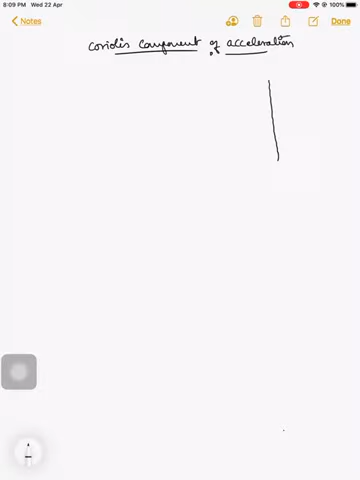 8:09 PM Wed 22 Apr 100%
Notes Done
coriolis component of acceleration